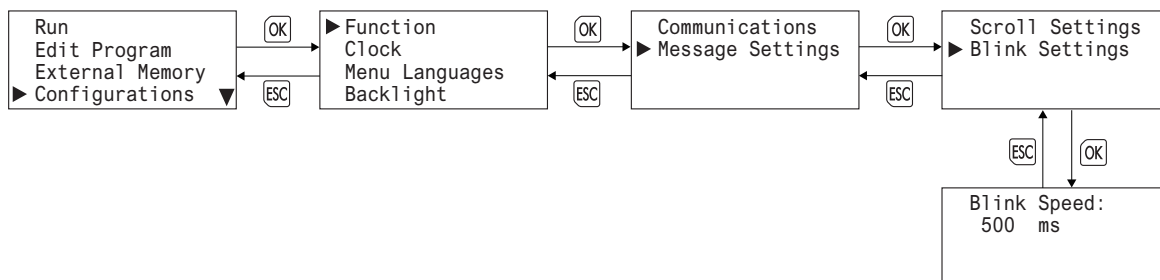 Run
Edit Program
External Memory
Configurations
OK
ESC
Function
Clock
Menu Languages
Backlight
OK
ESC
Communications
Message Settings
OK
ESC
Scroll Settings
Blink Settings
ESC
OK
Blink Speed:
500 ms